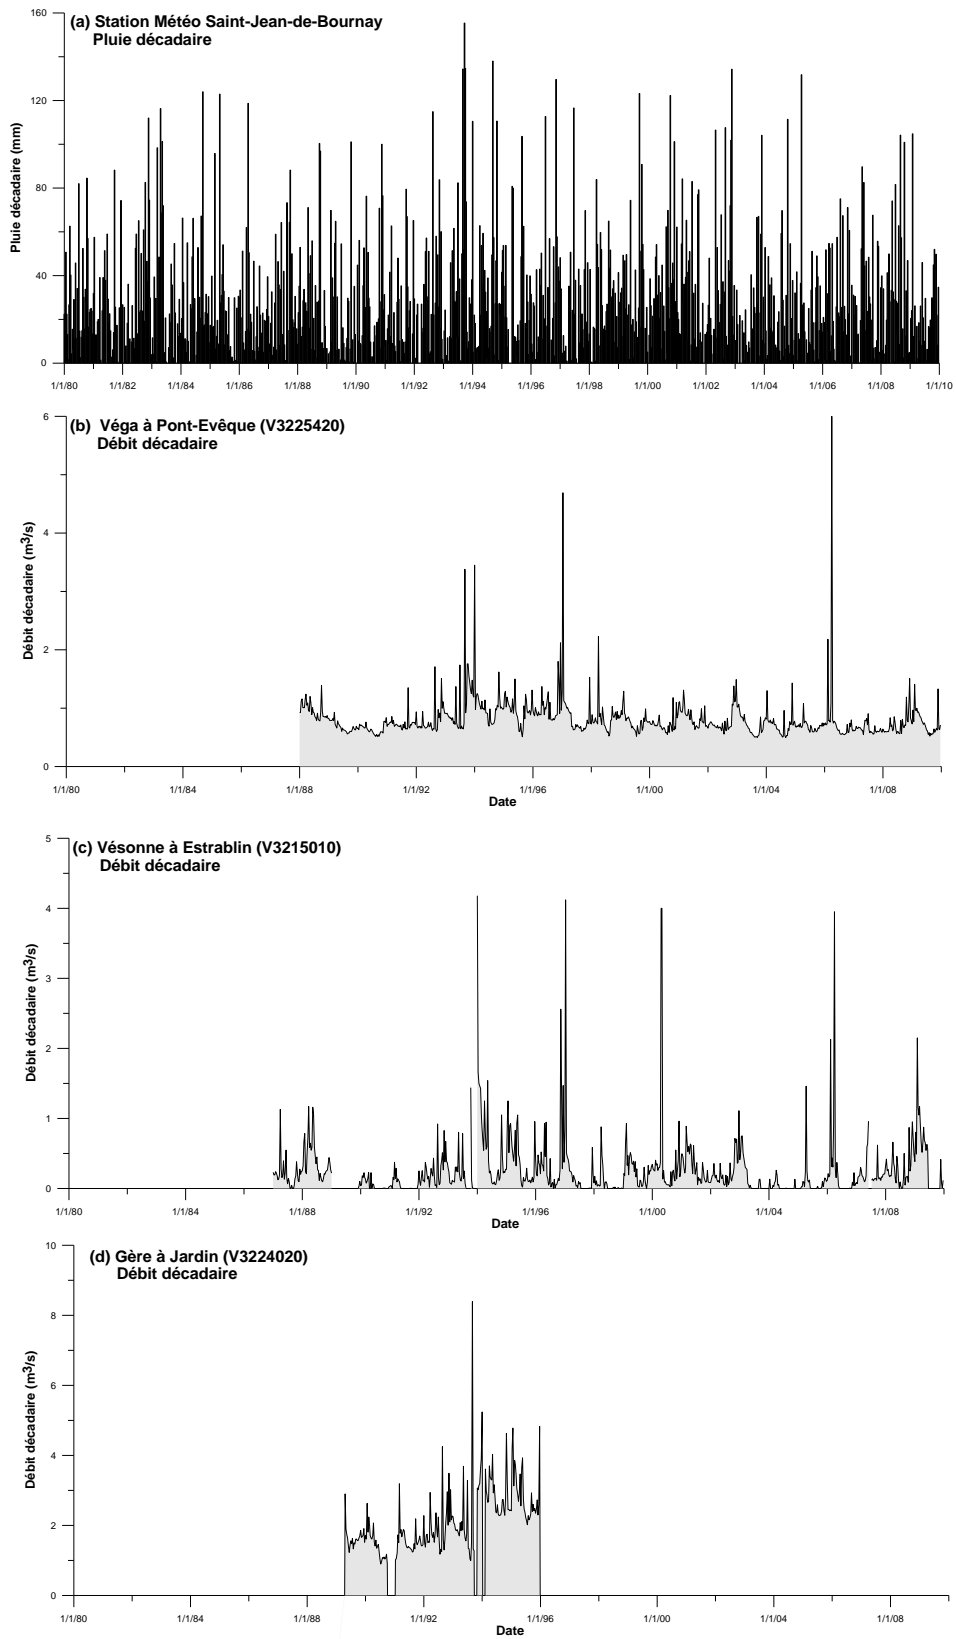 (a) Station Météo Saint-Jean-de-Bournay
Pluie décadaire
Pluie décadaire (mm)
160
120
80
40
0
1/1/80 1/1/82 1/1/84 1/1/86 1/1/88 1/1/90 1/1/92 1/1/94 1/1/96 1/1/98 1/1/00 1/1/02 1/1/04 1/1/06 1/1/08 1/1/10
(b) Véga à Pont-Evêque (V3225420)
Débit décadaire
Débit décadaire (m3/s)
6
4
2
0
1/1/80 1/1/84 1/1/88 1/1/92 1/1/96 1/1/00 1/1/04 1/1/08
Date
(c) Vésonne à Estrablin (V3215010)
Débit décadaire
Débit décadaire (m3/s)
5
4
3
2
1
0
1/1/80 1/1/84 1/1/88 1/1/92 1/1/96 1/1/00 1/1/04 1/1/08
Date
(d) Gère à Jardin (V3224020)
Débit décadaire
Débit décadaire (m3/s)
10
8
6
4
2
0
1/1/80 1/1/84 1/1/88 1/1/92 1/1/96 1/1/00 1/1/04 1/1/08
Date